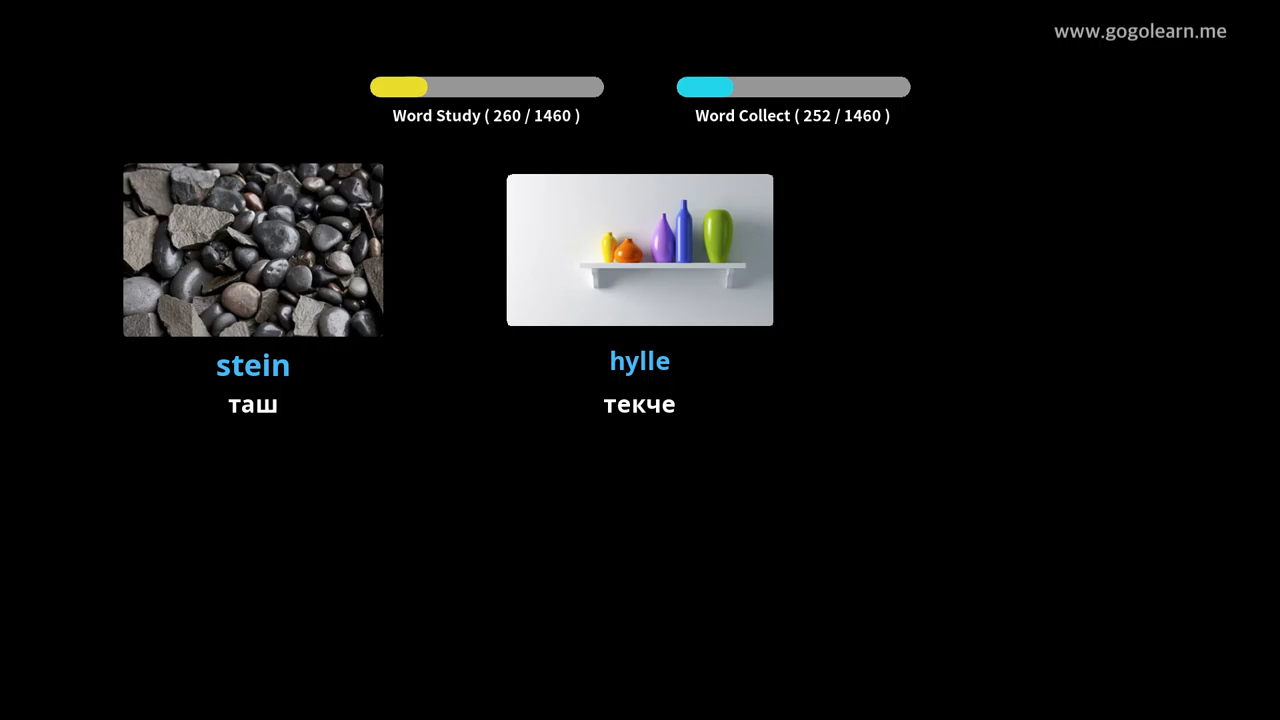 www.gogolearn.me
Word Study ( 260 / 1460 )
Word Collect ( 252 / 1460 )
stein
hylle
таш
текче